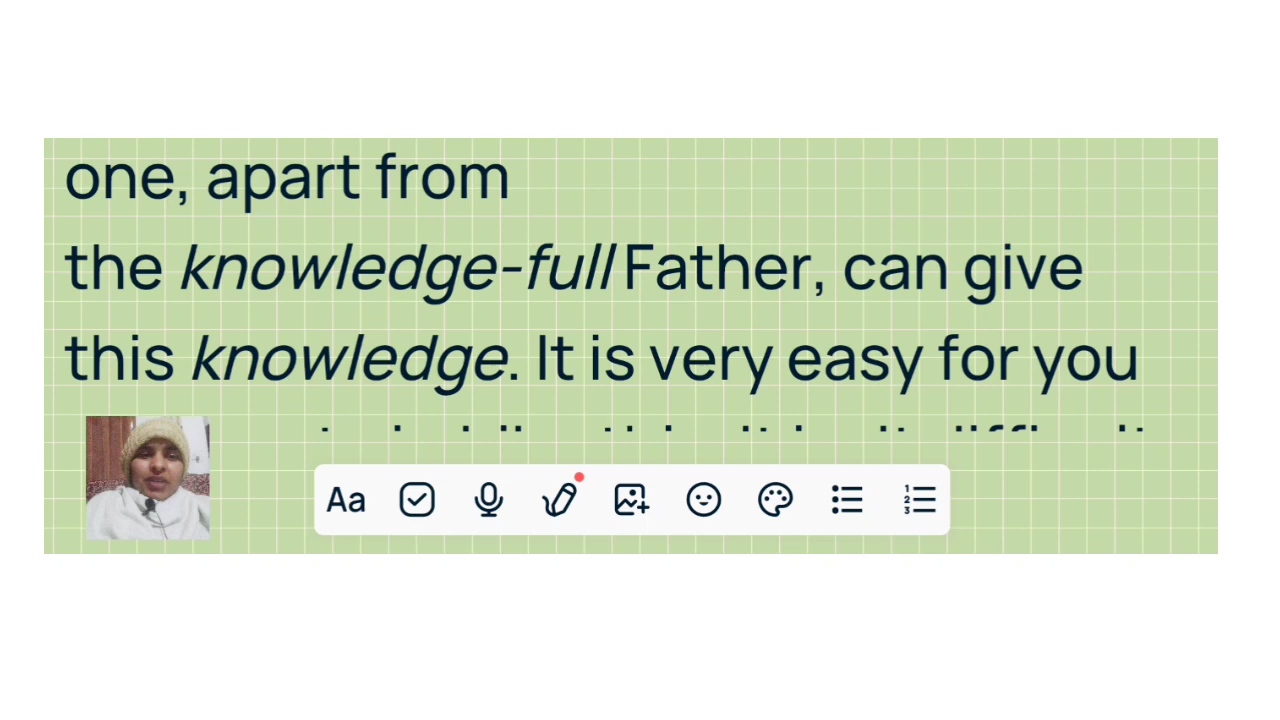 one, apart from
the knowledge-full Father, can give
this knowledge. It is very easy for you
Aa